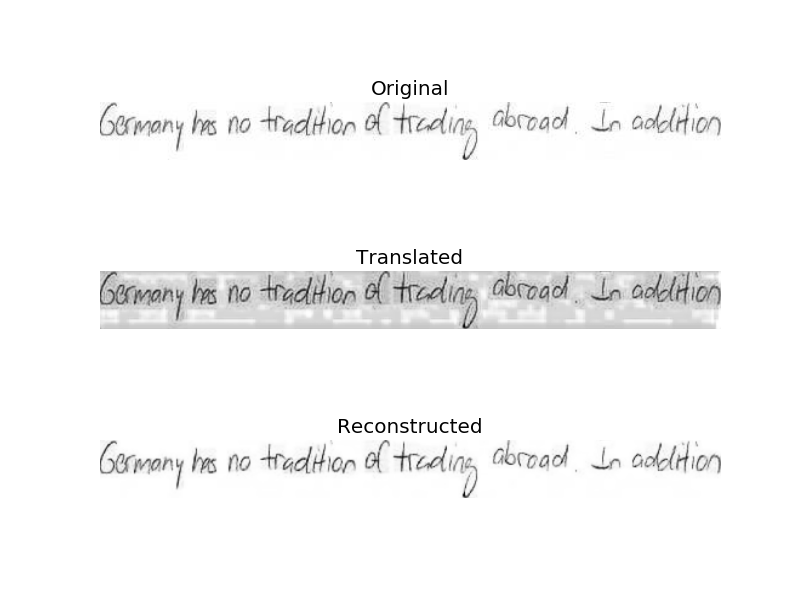 Original
Germany has no tradition of trading abroad. In addition
Translated
Germany has no tradition of trading abroad. In addition
Reconstructed
Germany has no tradition of trading abroad. In addition